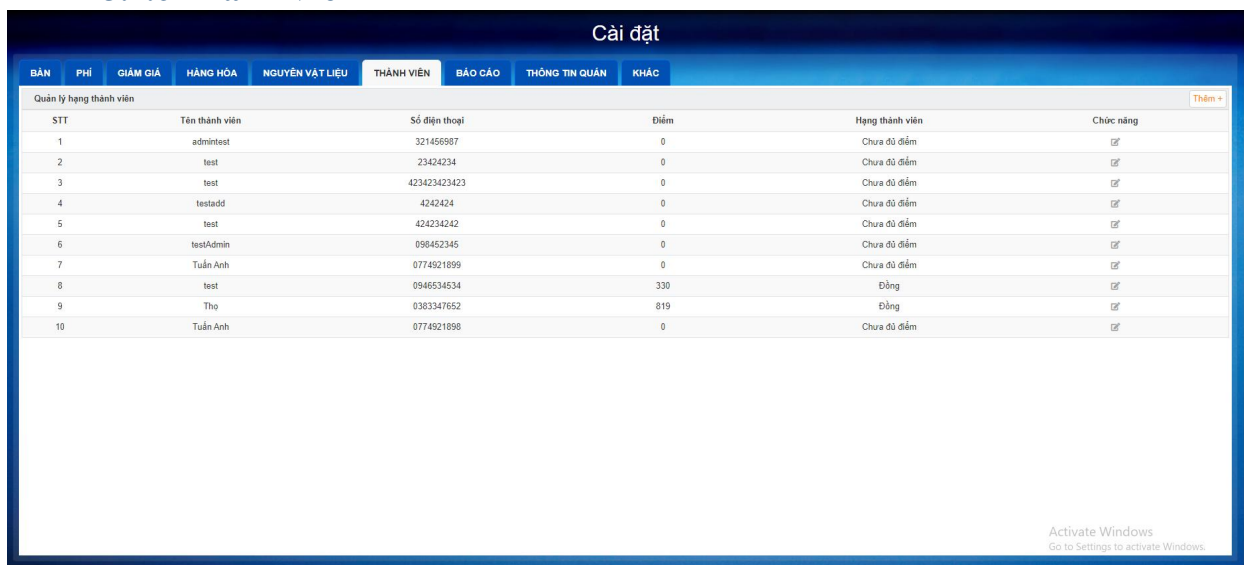 Cài đặt
BÀN PHÍ GIẢM GIÁ HÀNG HÓA NGUYÊN VẬT LIỆU THÀNH VIÊN BÁO CÁO THÔNG TIN QUÁN KHÁC
Quản lý hạng thành viên Thêm +
STT Tên thành viên Số điện thoại Điểm Hạng thành viên Chức năng
1 admintest 321456987 0 Chưa đủ điểm
2 test 23424234 0 Chưa đủ điểm
3 test 423423423423 0 Chưa đủ điểm
4 testadd 4242424 0 Chưa đủ điểm
5 test 424234242 0 Chưa đủ điểm
6 testAdmin 098452345 0 Chưa đủ điểm
7 Tuấn Anh 0774921899 0 Chưa đủ điểm
8 test 0946534534 330 Đồng
9 Thọ 0383347652 819 Đồng
10 Tuấn Anh 0774921898 0 Chưa đủ điểm
Activate Windows
Go to Settings to activate Windows.